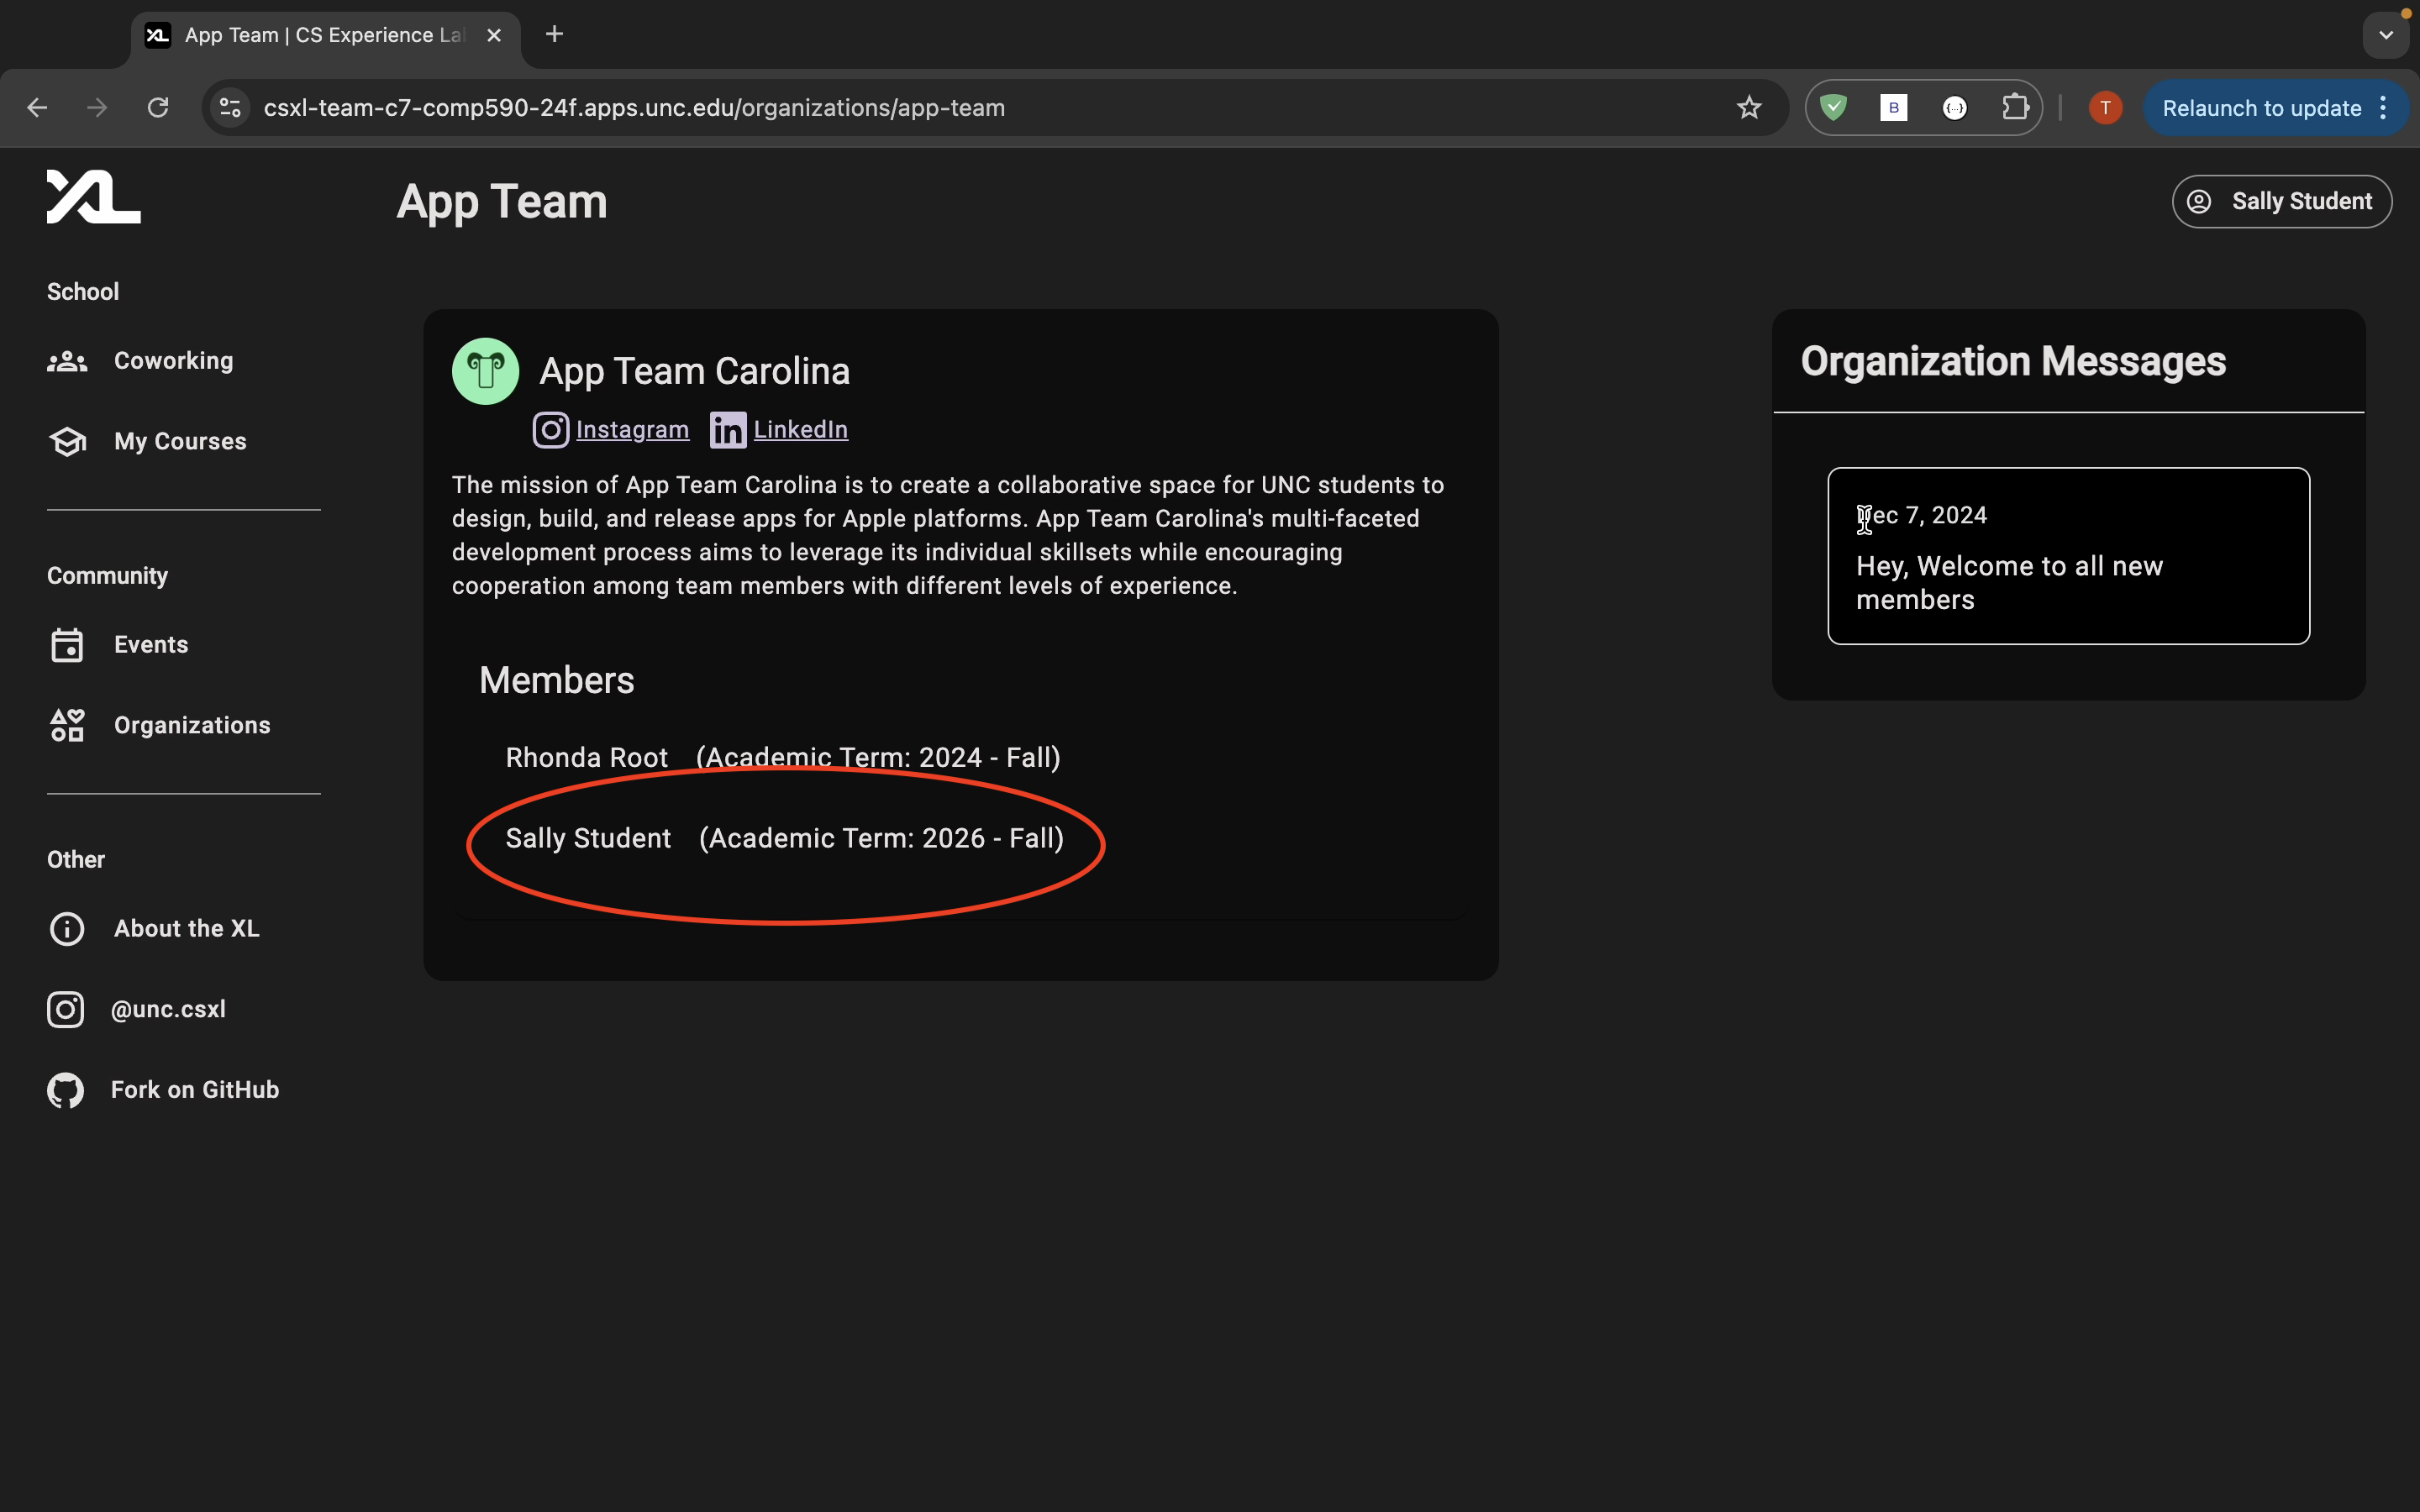 App Team | CS Experience La
csxl-team-c7-comp590-24f.apps.unc.edu/organizations/app-team
B
{...}
T
Relaunch to update
XL
App Team
Sally Student
School
Coworking
My Courses
Community
Events
Organizations
Other
About the XL
@unc.csxl
Fork on GitHub
App Team Carolina
Instagram LinkedIn
The mission of App Team Carolina is to create a collaborative space for UNC students to
design, build, and release apps for Apple platforms. App Team Carolina's multi-faceted
development process aims to leverage its individual skillsets while encouraging
cooperation among team members with different levels of experience.
Members
Rhonda Root (Academic Term: 2024 - Fall)
Sally Student (Academic Term: 2026 - Fall)
Organization Messages
Dec 7, 2024
Hey, Welcome to all new
members